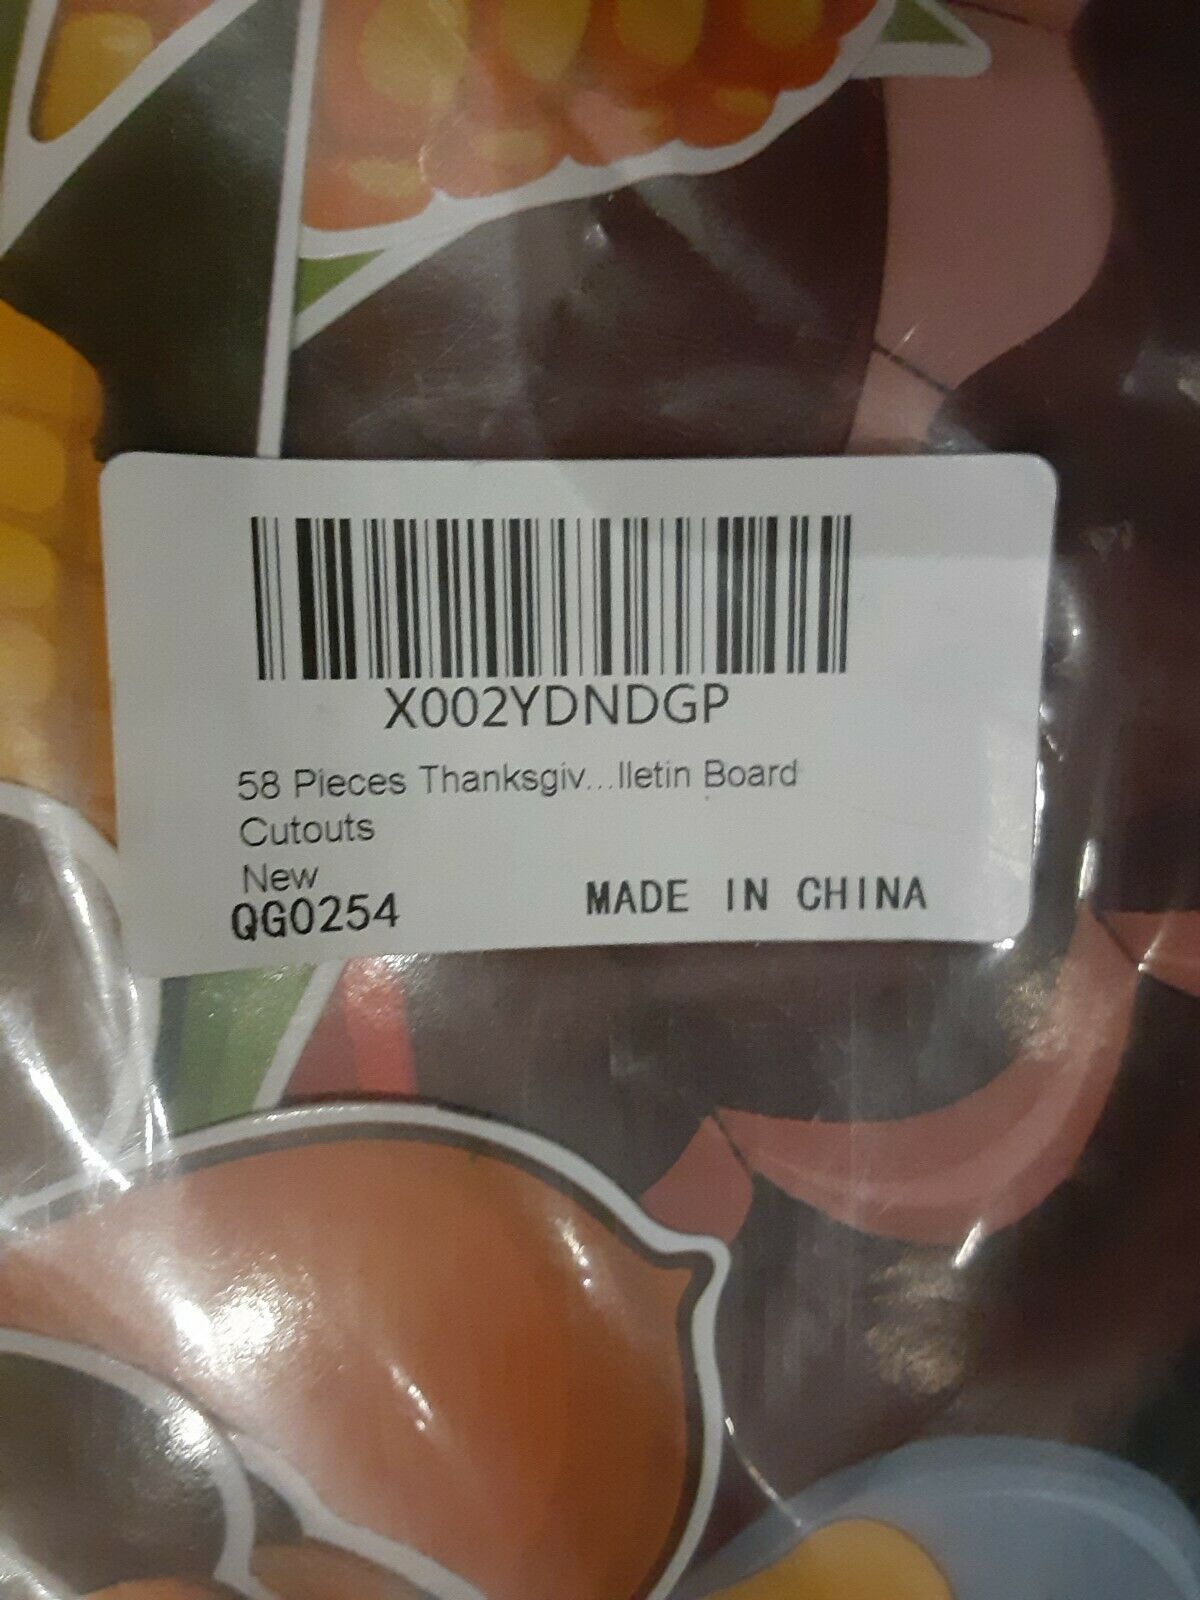 X002YDNDGP
58 Pieces Thanksgiv...lletin Board
Cutouts
New
QG0254 MADE IN CHINA